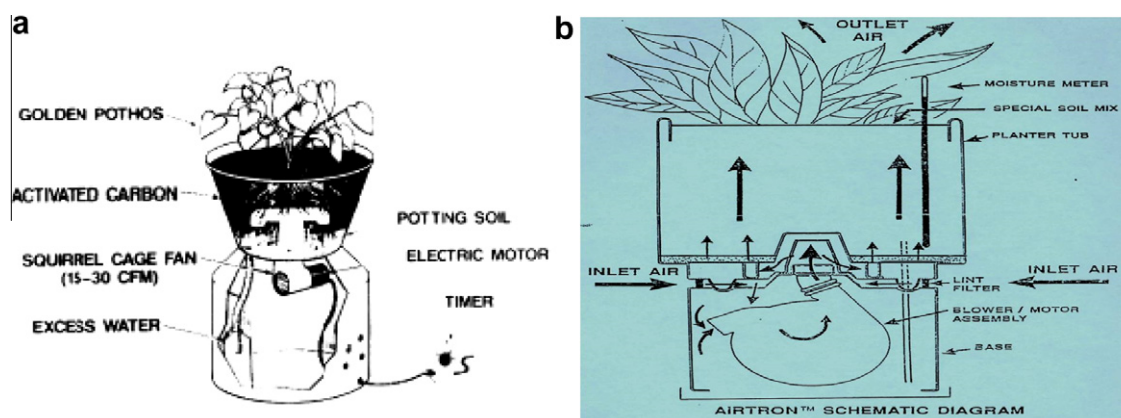 a
GOLDEN POTHOS
ACTIVATED CARBON
SQUIRREL CAGE FAN
(15-30 CFM)
EXCESS WATER
POTTING SOIL
ELECTRIC MOTOR
TIMER
b
OUTLET
AIR
MOISTURE METER
SPECIAL SOIL MIX
PLANTER TUB
INLET AIR
INLET AIR
LINT
FILTER
BLOWER / MOTOR
ASSEMBLY
BASE
AIRTRON™ SCHEMATIC DIAGRAM